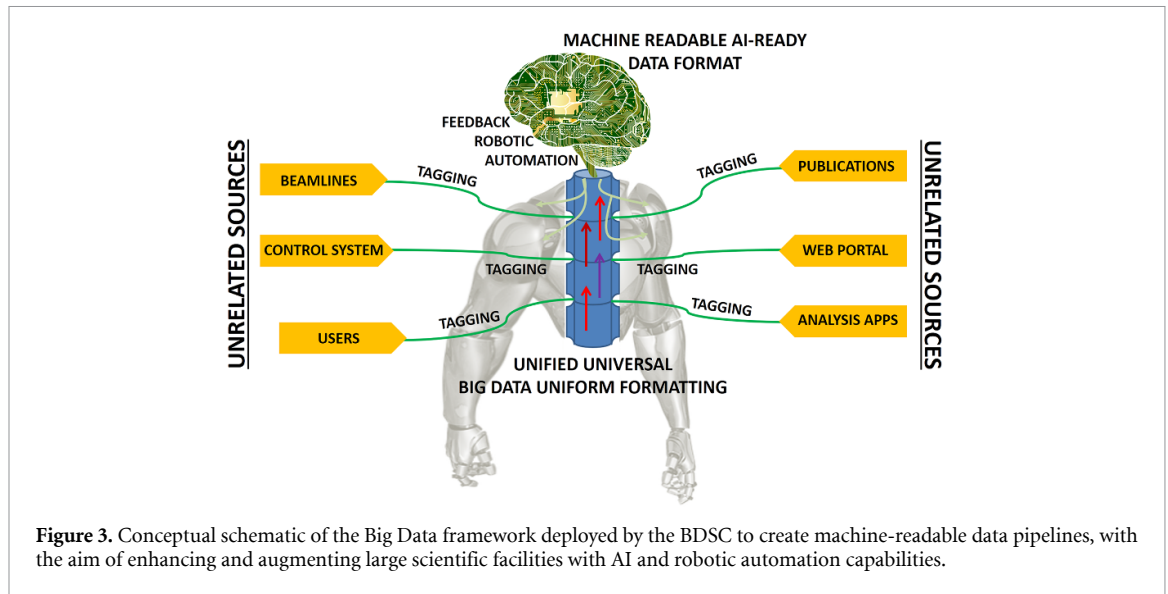 MACHINE READABLE AI-READY
DATA FORMAT
FEEDBACK
ROBOTIC
AUTOMATION
UNRELATED SOURCES
BEAMLINES
TAGGING
CONTROL SYSTEM
TAGGING
USERS
TAGGING
TAGGING
PUBLICATIONS
TAGGING
WEB PORTAL
TAGGING
ANALYSIS APPS
UNRELATED SOURCES
UNIFIED UNIVERSAL
BIG DATA UNIFORM FORMATTING
Figure 3. Conceptual schematic of the Big Data framework deployed by the BDSC to create machine-readable data pipelines, with
the aim of enhancing and augmenting large scientific facilities with AI and robotic automation capabilities.